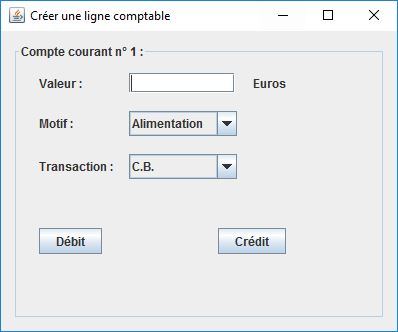 Créer une ligne comptable
Compte courant n° 1 :
Valeur : Euros
Motif : Alimentation
Transaction : C.B.
Débit Crédit